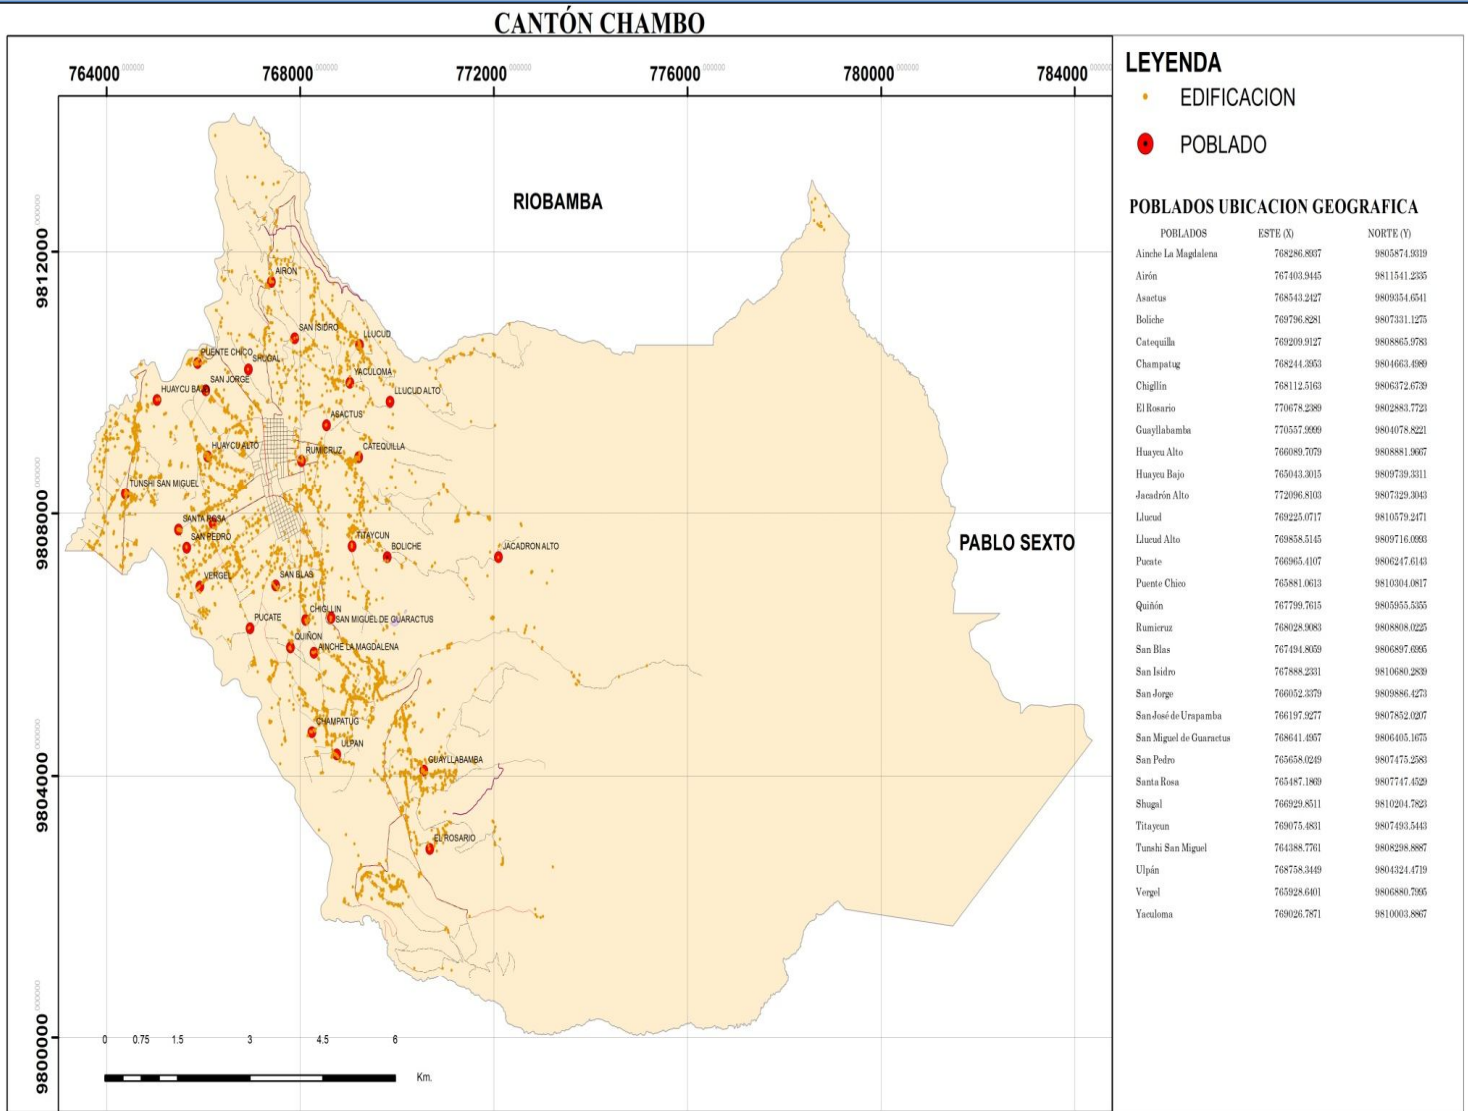 CANTÓN CHAMBO
764000 000000 768000 000000 772000 000000 776000 000000 780000 000000 784000 000000
9812000 000000
9808000 000000
9804000 000000
9800000 000000
RIOBAMBA
PABLO SEXTO
AIRON
SAN ISIDRO
LLUCUD
PUENTE CHICO
SHUGAL
SAN JORGE
YACULOMA
HUAYCU BAJO
LLUCUD ALTO
ASACTUS
HUAYCU ALTO
RUMICRUZ
CATEQUILLA
TUNSHI SAN MIGUEL
SANTA ROSA
SAN PEDRO
TITAYCUN
BOLICHE
JACADRON ALTO
VERGEL
SAN BLAS
CHIGLLIN
PUCATE
SAN MIGUEL DE GUARACTUS
QUIÑON
AINCHE LA MAGDALENA
CHAMPATUG
ULPAN
GUAYLLABAMBA
EL ROSARIO
0 0.75 1.5 3 4.5 6
Km.
LEYENDA
EDIFICACION
POBLADO
POBLADOS UBICACION GEOGRAFICA
POBLADOS ESTE (X) NORTE (Y)
Ainche La Magdalena 768286.8937 9805874.9319
Airón 767403.9445 9811541.2335
Asactus 768543.2427 9809354.6541
Boliche 769796.8281 9807331.1275
Catequilla 769209.9127 9808865.9783
Champatug 768244.3953 9804663.4989
Chigllin 768112.5163 9806372.6739
El Rosario 770678.2389 9802883.7723
Guayllabamba 770557.9999 9804078.8221
Huaycu Alto 766089.7079 9808881.9667
Huaycu Bajo 765043.3015 9809739.3311
Jacadrón Alto 772096.8103 9807329.3043
Llucud 769225.0717 9810579.2471
Llucud Alto 769858.5145 9809716.0993
Pucate 766965.4107 9806247.6143
Puente Chico 765881.0613 9810304.0817
Quiñón 767799.7615 9805955.5355
Rumicruz 768028.9083 9808808.0225
San Blas 767494.8059 9806897.6995
San Isidro 767888.2331 9810680.2839
San Jorge 766052.3379 9809886.4273
San José de Urapamba 766197.9277 9807852.0207
San Miguel de Guaractus 768641.4957 9806405.1675
San Pedro 765658.0249 9807475.2583
Santa Rosa 765487.1869 9807747.4529
Shugal 766929.8511 9810204.7823
Titaycun 769075.4831 9807493.5443
Tunshi San Miguel 764388.7761 9808298.8887
Ulpán 768758.3449 9804324.4719
Vergel 765928.6401 9806880.7995
Yaculoma 769026.7871 9810003.8867